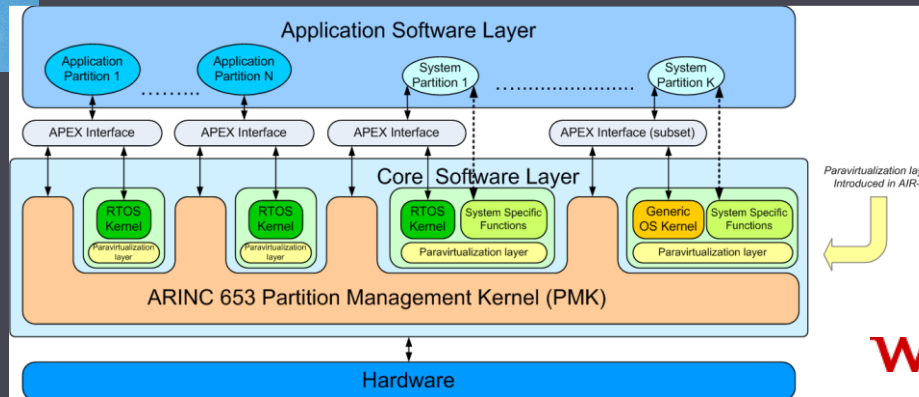 Application Software Layer
Application
Partition 1
Application
Partition N
System
Partition 1
System
Partition K
APEX Interface
APEX Interface
APEX Interface
APEX Interface (subset)
Core Software Layer
Paravirtualization
Introduced in AIR-
RTOS
Kernel
Paravirtualization
layer
RTOS
Kernel
Paravirtualization
layer
RTOS
Kernel
System Specific
Functions
Paravirtualization layer
Generic
OS Kernel
System Specific
Functions
Paravirtualization layer
ARINC 653 Partition Management Kernel (PMK)
Hardware
W